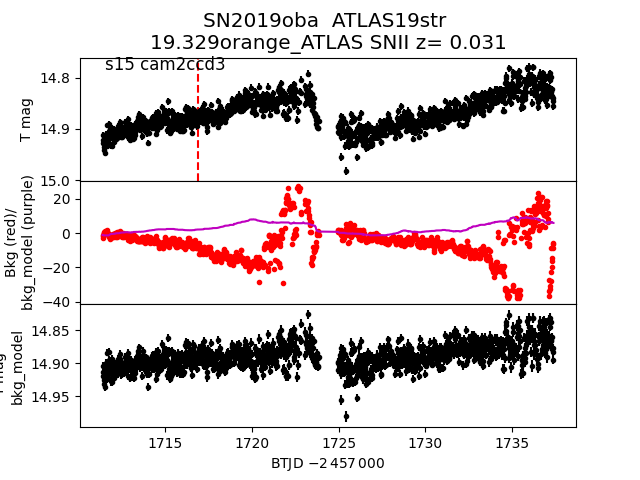 SN2019oba ATLAS19str
19.329orange_ATLAS SNII z= 0.031
s15 cam2ccd3
T mag
14.8
14.9
15.0
Bkg (red)/
bkg_model (purple)
20
0
−20
−40
mag
bkg_model
14.85
14.90
14.95
1715
1720
1725
1730
1735
BTJD −2 457 000